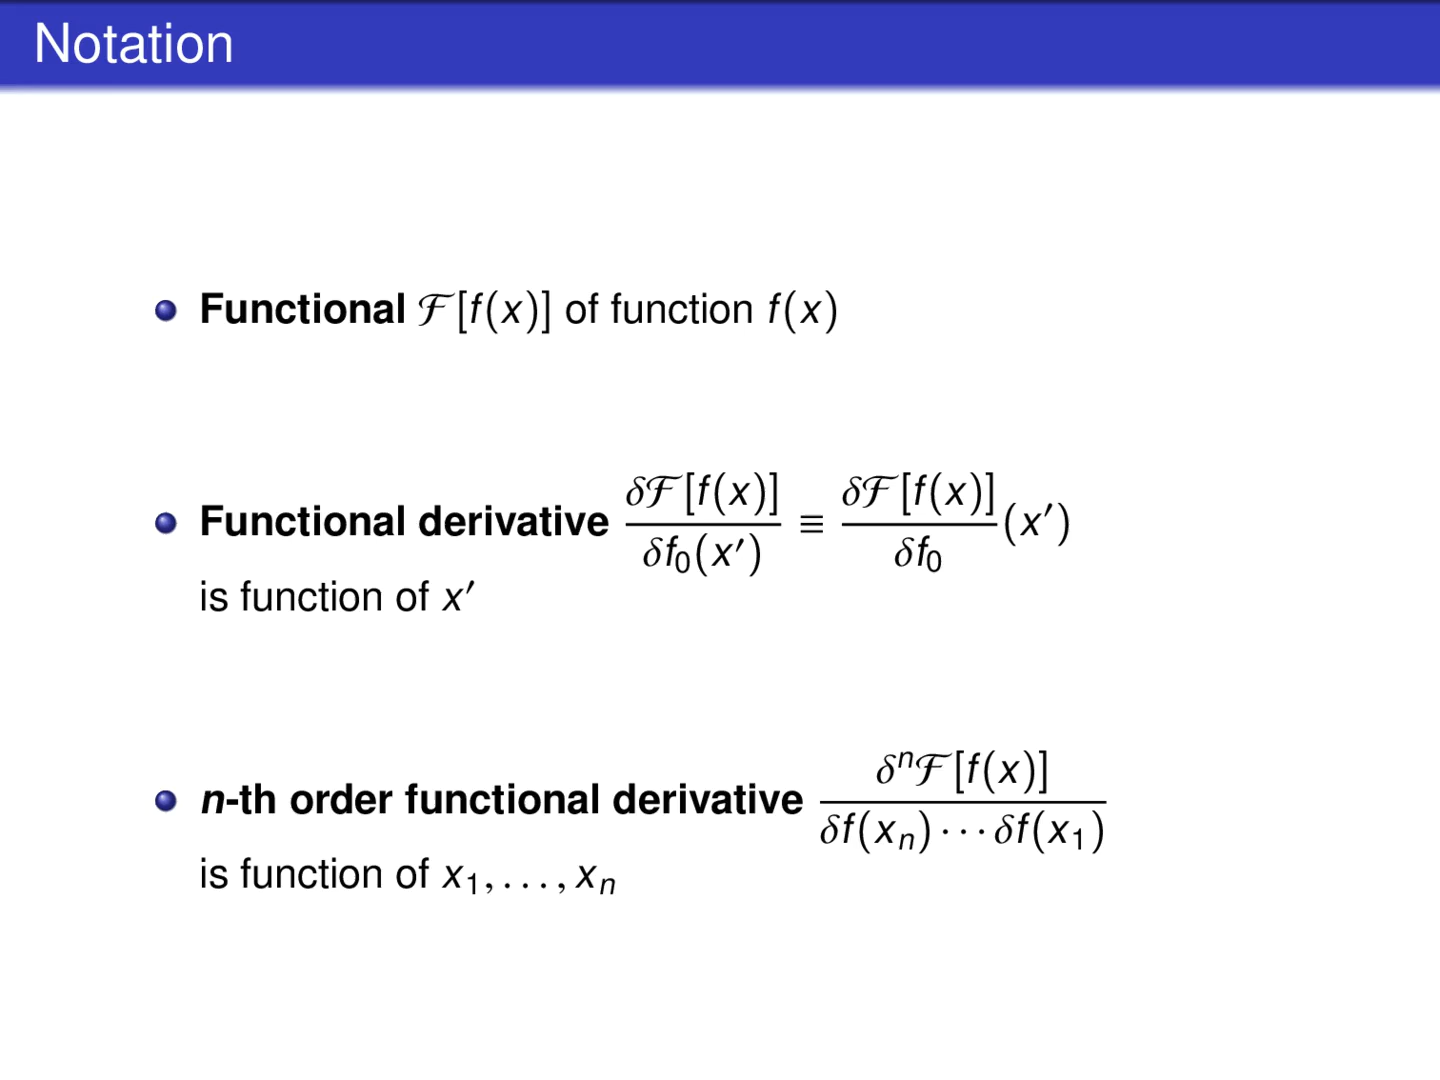 Notation
Functional ℱ[f(x)] of function f(x)
Functional derivative δℱ[f(x)]/δf₀(x′) ≡ δℱ[f(x)]/δf₀ (x′)
is function of x′
n-th order functional derivative δⁿℱ[f(x)]/δf(xₙ)···δf(x₁)
is function of x₁, . . . , xₙ